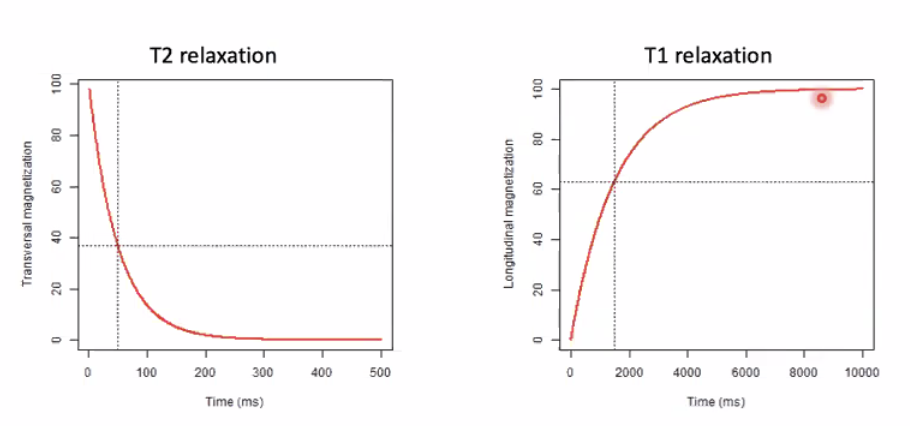 T2 relaxation
Transversal magnetization
100
80
60
40
20
0
0 100 200 300 400 500
Time (ms)
T1 relaxation
Longitudinal magnetization
100
80
60
40
20
0
0 2000 4000 6000 8000 10000
Time (ms)